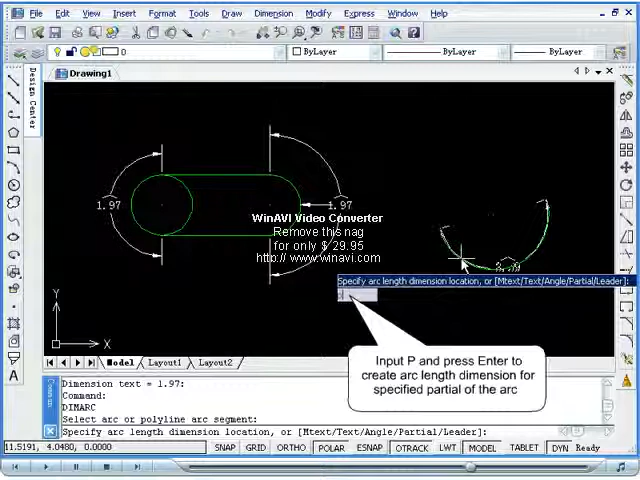 File Edit View Insert Format Tools Draw Dimension Modify Express Window Help
0 ByLayer ByLayer
Drawing1
Design Center
1.97
1.97
WinAVI Video Converter
Remove this nag
for only $ 29.95
http:// www.winavi.com
Specify arc length dimension location, or [Mtext/Text/Angle/Partial/Leader]:
Input P and press Enter to
create arc length dimension for
specified partial of the arc
Y
X
Model Layout1 Layout2
Dimension text = 1.97:
Command:
DIMARC
Select arc or polyline arc segment:
Specify arc length dimension location, or [Mtext/Text/Angle/Partial/Leader]:
11.5191, 4.0480, 0.0000 SNAP GRID ORTHO POLAR ESNAP OTRACK LWT MODEL TABLET DYN Ready